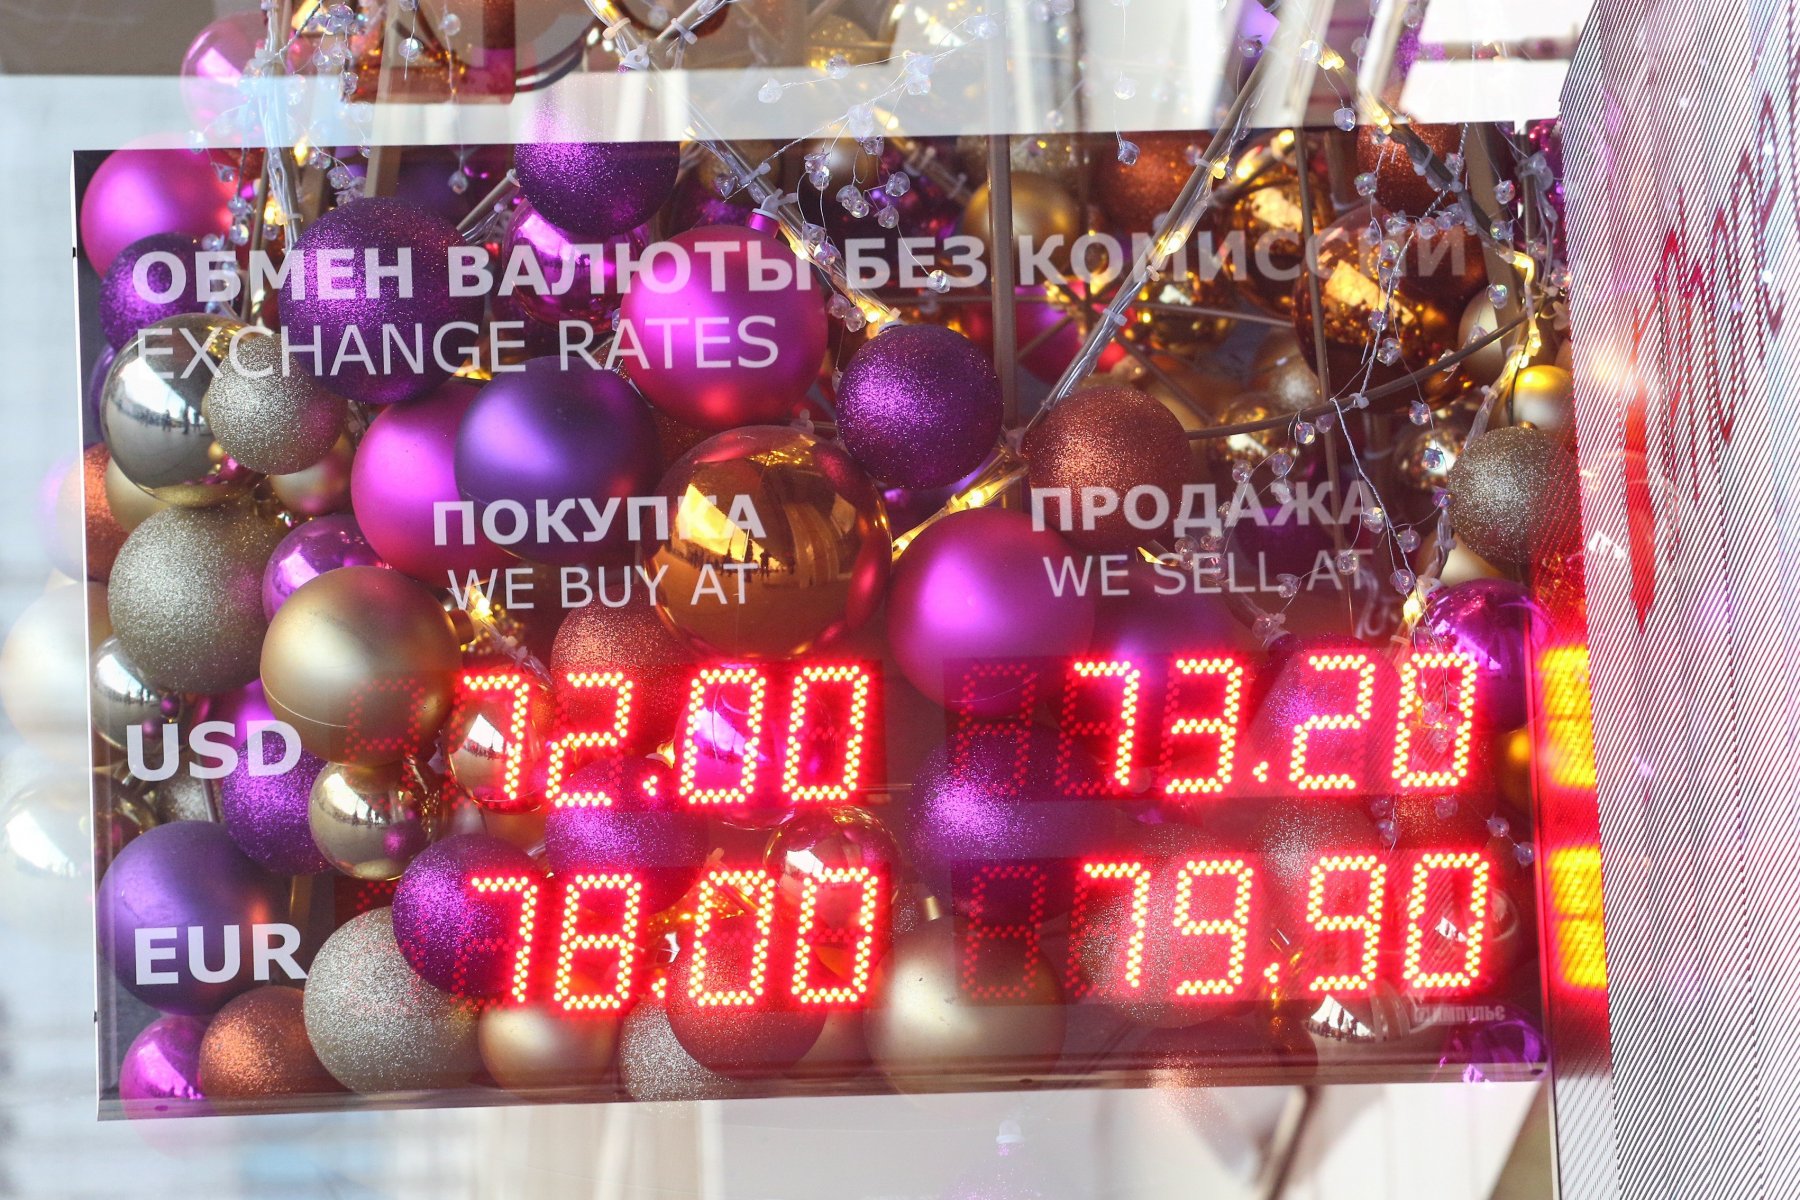 ОБМЕН ВАЛЮТЫ БЕЗ КОМИССИИ
EXCHANGE RATES
ПОКУПКА ПРОДАЖА
WE BUY AT WE SELL AT
USD 72.00 73.20
EUR 78.00 79.90
импульс